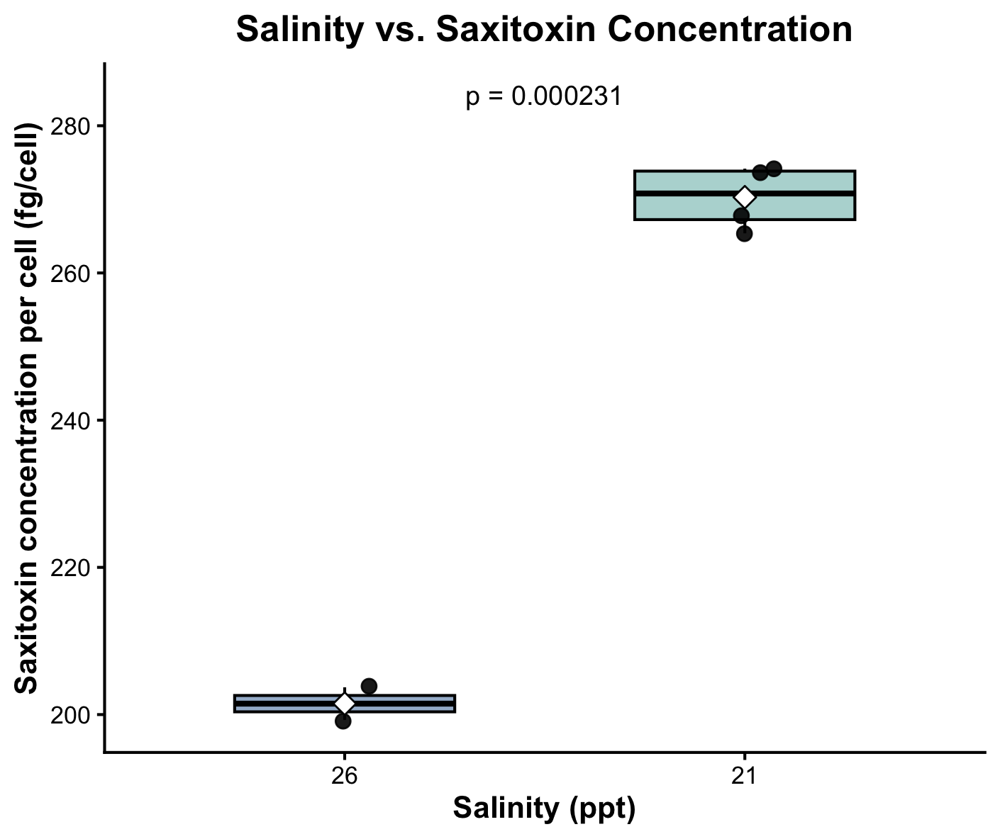 Salinity vs. Saxitoxin Concentration
p = 0.000231
Saxitoxin concentration per cell (fg/cell)
280
260
240
220
200
26
21
Salinity (ppt)